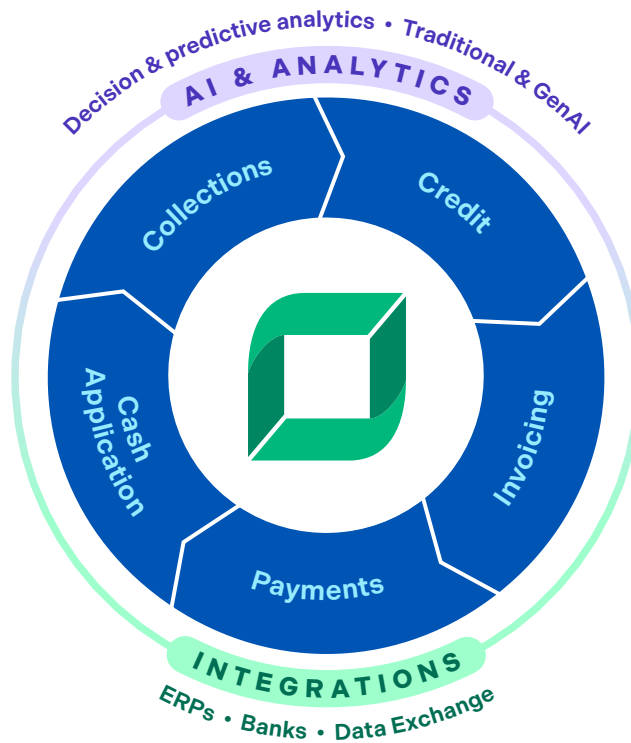 Decision & predictive analytics • Traditional & GenAI
AI & ANALYTICS
Collections
Credit
Cash
Application
Invoicing
Payments
INTEGRATIONS
ERPs • Banks • Data Exchange